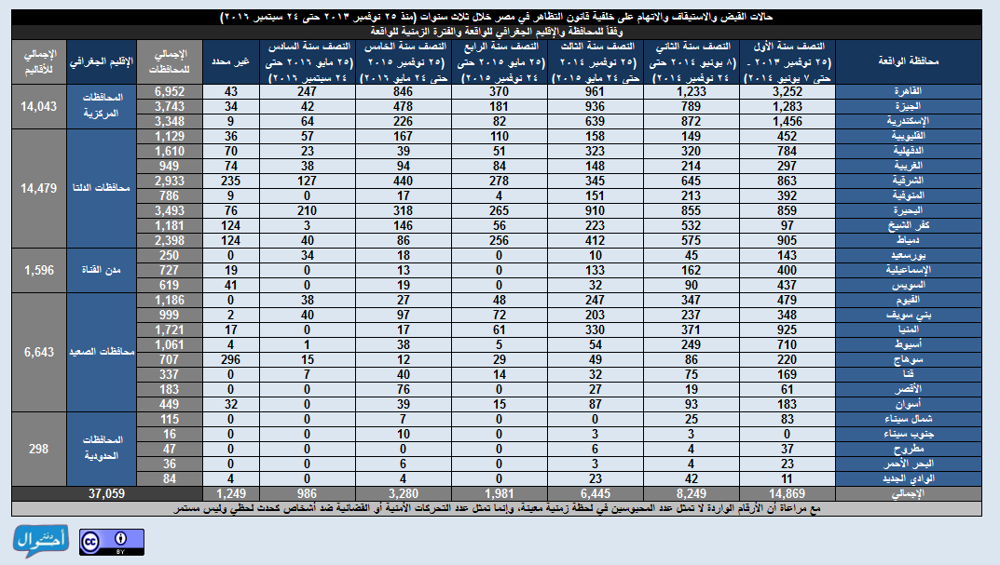 حالات القبض والاستيقاف والاتهام على خلفية قانون التظاهر في مصر خلال ثلاث سنوات (منذ ٢٥ نوفمبر ٢٠١٣ حتى ٢٤ سبتمبر ٢٠١٦)
وفقاً للمحافظة والإقليم الجغرافي للواقعة والفترة الزمنية للواقعة
محافظة الواقعة النصف سنة الأول (٢٥ نوفمبر ٢٠١٣ - حتى ٧ يونيو ٢٠١٤) النصف سنة الثاني (٨ يونيو ٢٠١٤ حتى ٢٤ نوفمبر ٢٠١٤) النصف سنة الثالث (٢٥ نوفمبر ٢٠١٤ حتى ٢٤ مايو ٢٠١٥) النصف سنة الرابع (٢٥ مايو ٢٠١٥ حتى ٢٤ نوفمبر ٢٠١٥) النصف سنة الخامس (٢٥ نوفمبر ٢٠١٥ حتى ٢٤ مايو ٢٠١٦) النصف سنة السادس (٢٥ مايو ٢٠١٦ حتى ٢٤ سبتمبر ٢٠١٦) غير محدد الإجمالي للمحافظات الإقليم الجغرافي الإجمالي للأقاليم
القاهرة 3,252 1,233 961 370 846 247 43 6,952 المحافظات المركزية 14,043
الجيزة 1,283 789 936 181 478 42 34 3,743
الإسكندرية 1,456 872 639 82 226 64 9 3,348
القليوبية 452 149 158 110 167 57 36 1,129 محافظات الدلتا 14,479
الدقهلية 784 320 323 51 39 23 70 1,610
الغربية 297 214 148 84 94 38 74 949
الشرقية 863 645 345 278 440 127 235 2,933
المنوفية 392 213 151 4 17 0 9 786
البحيرة 859 855 910 265 318 210 76 3,493
كفر الشيخ 97 532 223 56 146 3 124 1,181
دمياط 905 575 412 256 86 40 124 2,398
بورسعيد 143 45 10 0 18 34 0 250 مدن القناة 1,596
الإسماعيلية 400 162 133 0 13 0 19 727
السويس 437 90 32 0 19 0 41 619
الفيوم 479 347 247 48 27 38 0 1,186 محافظات الصعيد 6,643
بني سويف 348 237 203 72 97 40 2 999
المنيا 925 371 330 61 17 0 17 1,721
أسيوط 710 249 54 5 38 1 4 1,061
سوهاج 220 86 49 29 12 15 296 707
قنا 169 75 32 14 40 7 0 337
الأقصر 61 19 27 0 76 0 0 183
أسوان 183 93 87 15 39 0 32 449
شمال سيناء 83 25 0 0 7 0 0 115 المحافظات الحدودية 298
جنوب سيناء 0 3 3 0 10 0 0 16
مطروح 37 4 6 0 0 0 0 47
البحر الأحمر 23 4 3 0 6 0 0 36
الوادي الجديد 11 42 23 0 4 0 4 84
الإجمالي 14,869 8,249 6,445 1,981 3,280 986 1,249 37,059
مع مراعاة أن الأرقام الواردة لا تمثل عدد المحبوسين في لحظة زمنية معينة، وإنما تمثل عدد التحركات الأمنية أو القضائية ضد أشخاص كحدث لحظي وليس مستمر
دفتر أحوال
cc BY